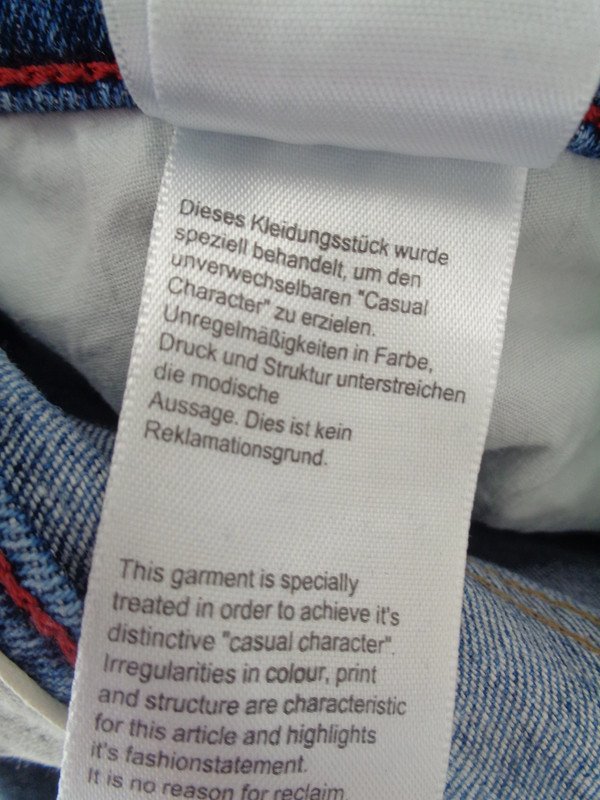 Dieses Kleidungsstück wurde
speziell behandelt, um den
unverwechselbaren "Casual
Character" zu erzielen.
Unregelmäßigkeiten in Farbe,
Druck und Struktur unterstreichen
die modische
Aussage. Dies ist kein
Reklamationsgrund.
This garment is specially
treated in order to achieve it's
distinctive "casual character".
Irregularities in colour, print
and structure are characteristic
for this article and highlights
it's fashionstatement.
It is no reason for reclaim.